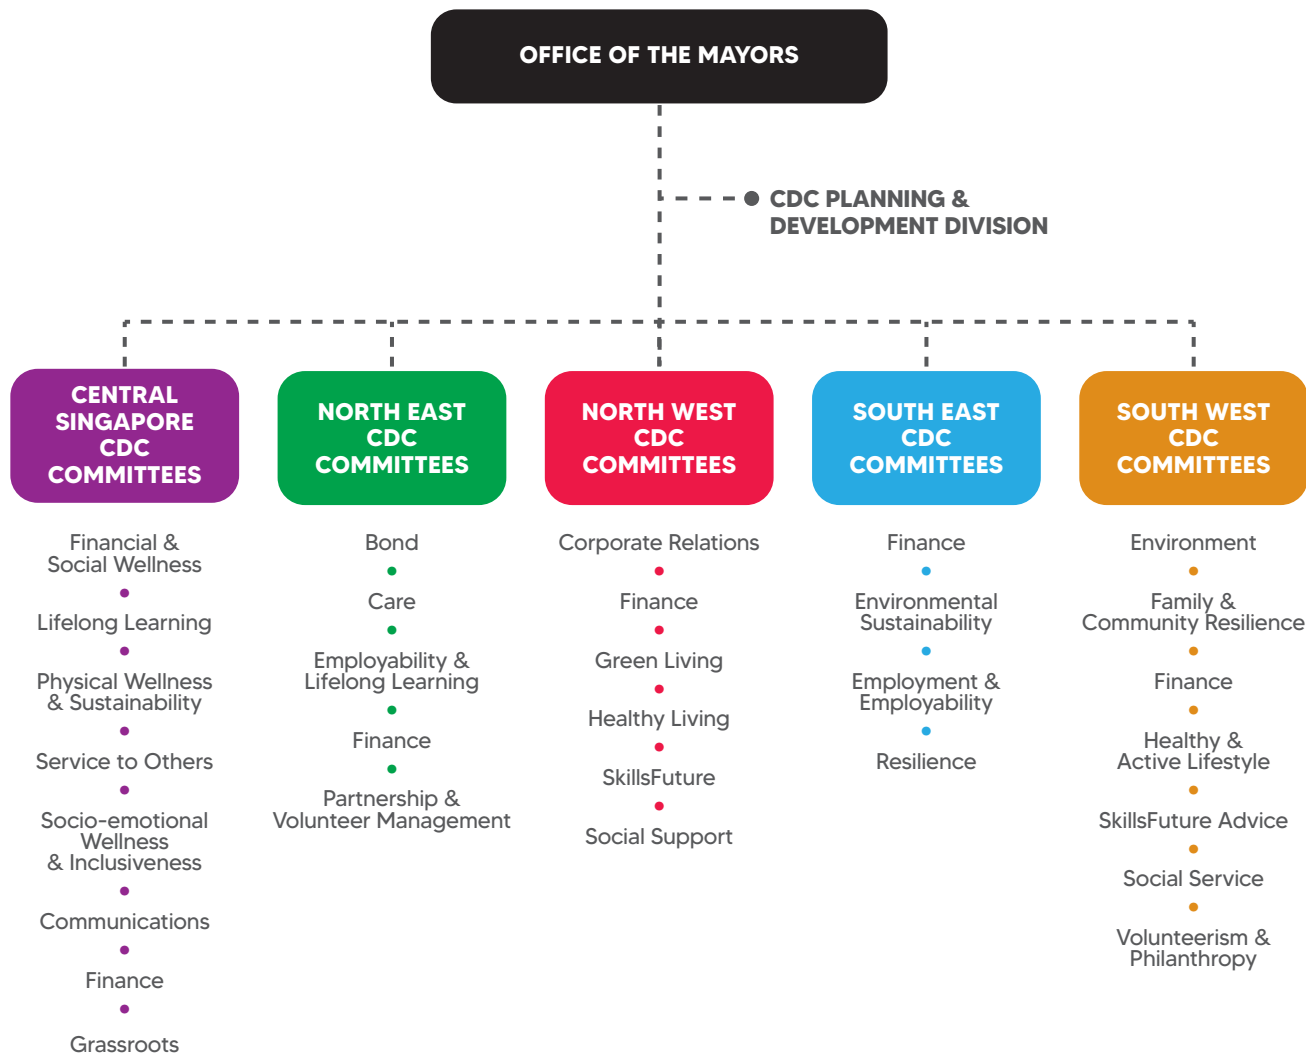 OFFICE OF THE MAYORS
CDC PLANNING &
DEVELOPMENT DIVISION
CENTRAL
SINGAPORE
CDC
COMMITTEES
Financial &
Social Wellness
Lifelong Learning
Physical Wellness
& Sustainability
Service to Others
Socio-emotional
Wellness
& Inclusiveness
Communications
Finance
Grassroots
NORTH EAST
CDC
COMMITTEES
Bond
Care
Employability &
Lifelong Learning
Finance
Partnership &
Volunteer Management
NORTH WEST
CDC
COMMITTEES
Corporate Relations
Finance
Green Living
Healthy Living
SkillsFuture
Social Support
SOUTH EAST
CDC
COMMITTEES
Finance
Environmental
Sustainability
Employment &
Employability
Resilience
SOUTH WEST
CDC
COMMITTEES
Environment
Family &
Community Resilience
Finance
Healthy &
Active Lifestyle
SkillsFuture Advice
Social Service
Volunteerism &
Philanthropy